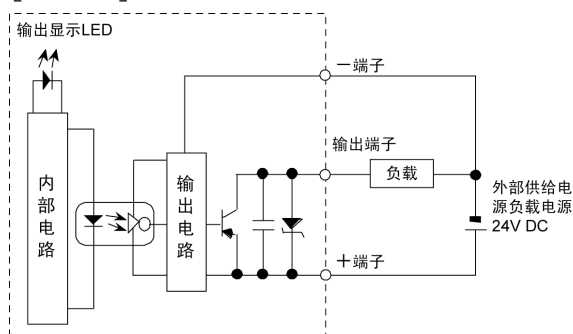 输出显示LED
一端子
输出端子
负载
外部供给电
源负载电源
24V DC
内部电路
输出电路
十端子